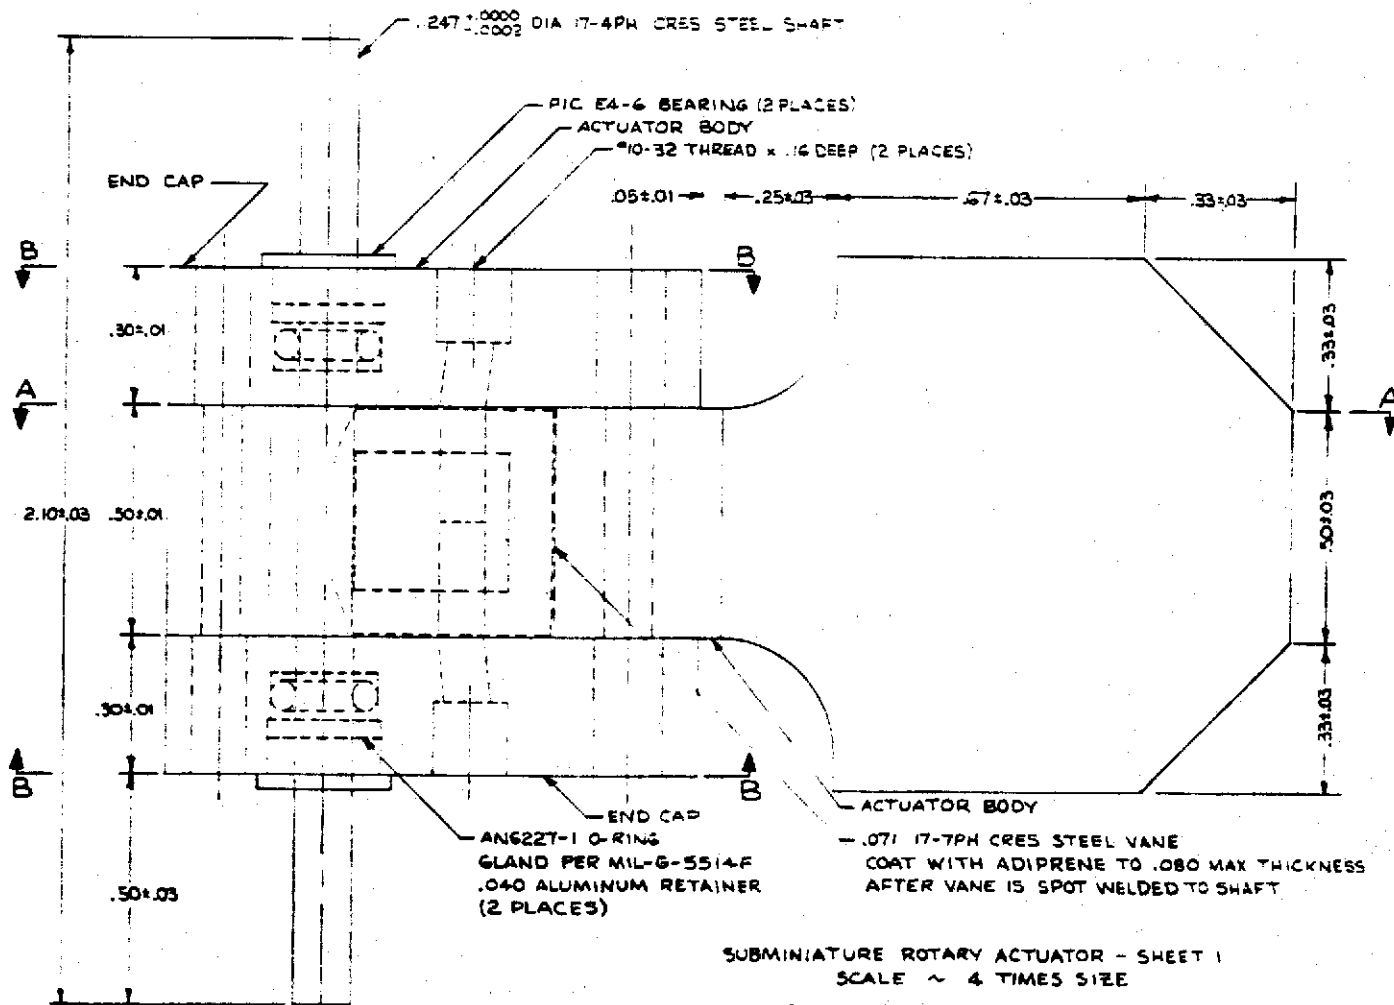 .247 +.0000 -.0002 DIA 17-4PH CRES STEEL SHAFT
PIC E4-6 BEARING (2 PLACES)
ACTUATOR BODY
#10-32 THREAD x .16 DEEP (2 PLACES)
END CAP
.05±.01
.25±.03
.67±.03
.33±.03
B
B
.30±.01
.33±.03
A
A
2.10±.03
.50±.01
.50±.03
.30±.01
.33±.03
B
B
END CAP
ACTUATOR BODY
AN6227-1 O-RING
GLAND PER MIL-G-5514F
.040 ALUMINUM RETAINER
(2 PLACES)
.071 17-7PH CRES STEEL VANE
COAT WITH ADIPRENE TO .080 MAX THICKNESS
AFTER VANE IS SPOT WELDED TO SHAFT
.50±.03
SUBMINIATURE ROTARY ACTUATOR - SHEET 1
SCALE ~ 4 TIMES SIZE